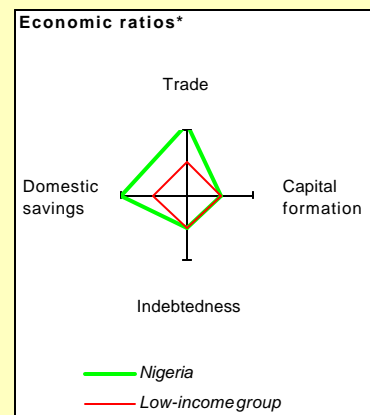 Economic ratios*
Trade
Domestic
savings
Capital
formation
Indebtedness
Nigeria
Low-income group